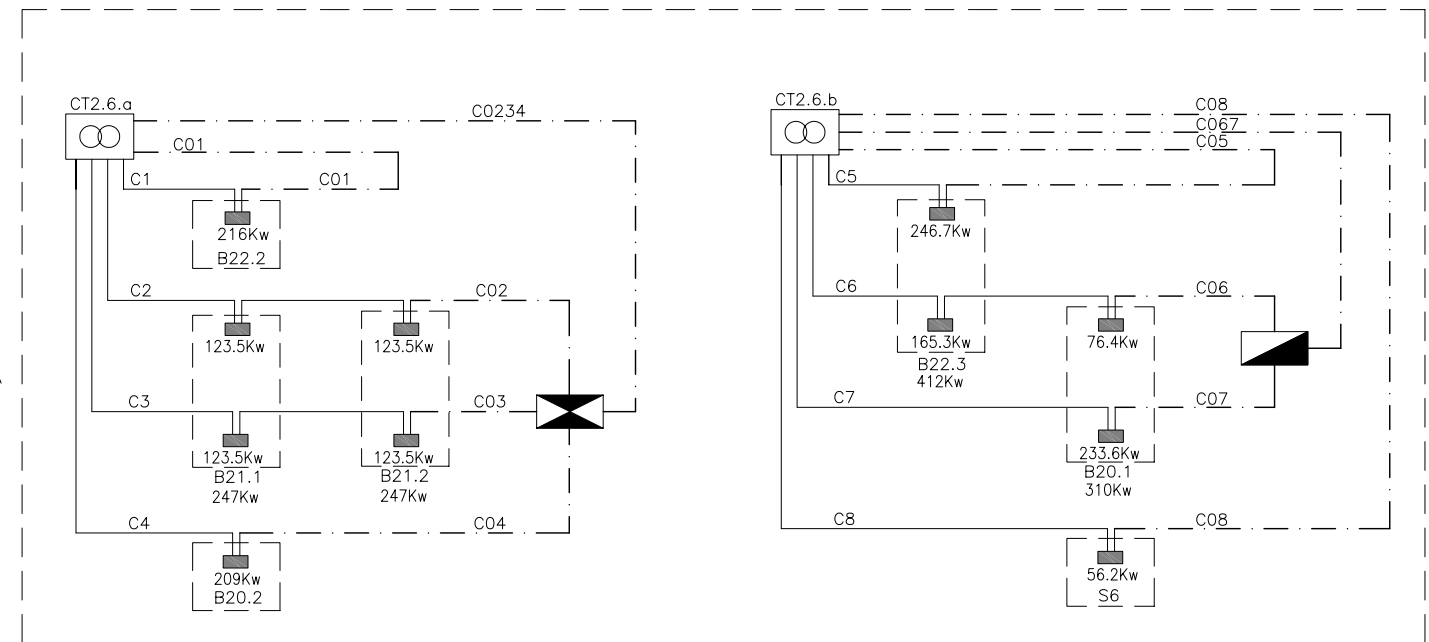 CT2.6.a
C0234
C01
C1
C01
216Kw
B22.2
C2
C02
123.5Kw
123.5Kw
C3
C03
123.5Kw
123.5Kw
B21.1
B21.2
247Kw
247Kw
C4
C04
209Kw
B20.2
CT2.6.b
C08
C067
C05
C5
246.7Kw
C6
C06
165.3Kw
76.4Kw
B22.3
412Kw
C7
C07
233.6Kw
B20.1
310Kw
C8
C08
56.2Kw
S6